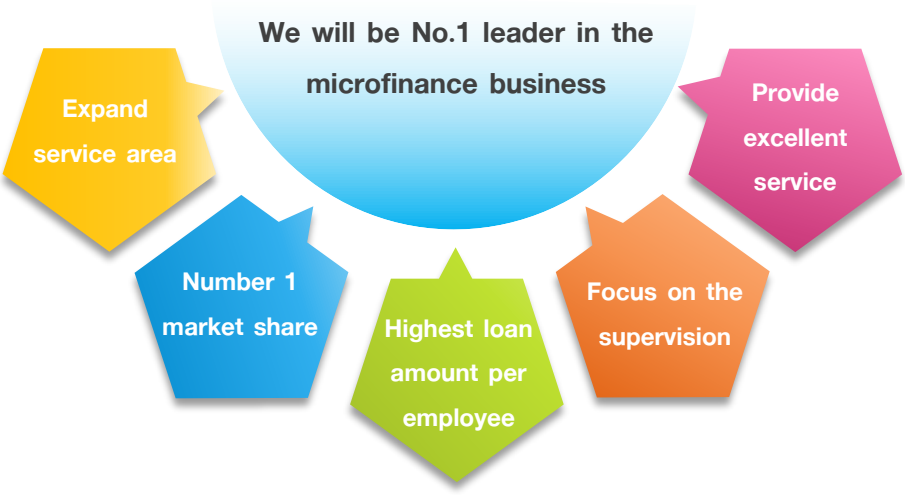 We will be No.1 leader in the
microfinance business
Expand
service area
Number 1
market share
Highest loan
amount per
employee
Focus on the
supervision
Provide
excellent
service